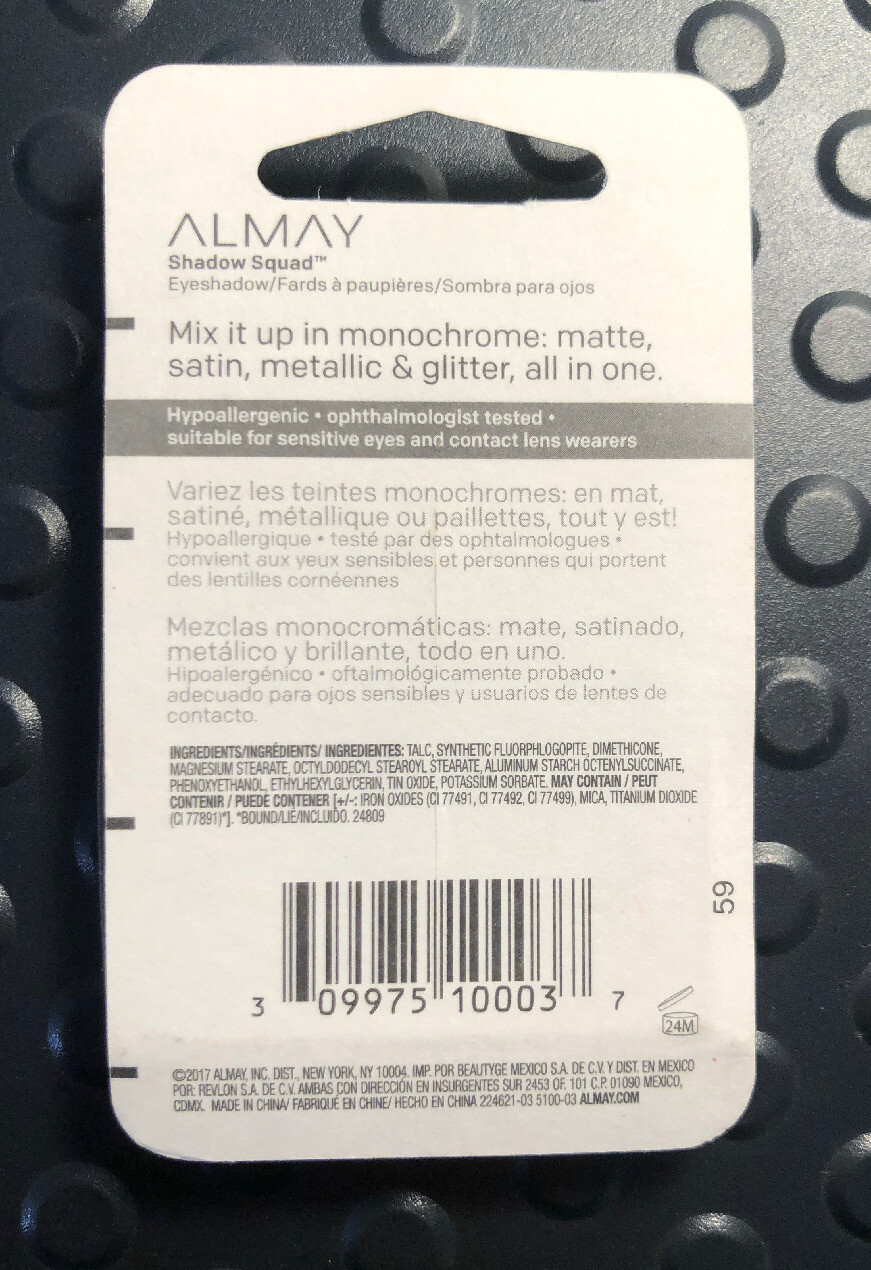 ALMAY
Shadow Squad™
Eyeshadow/Fards à paupières/Sombra para ojos
Mix it up in monochrome: matte,
satin, metallic & glitter, all in one.
Hypoallergenic • ophthalmologist tested •
suitable for sensitive eyes and contact lens wearers
Variez les teintes monochromes: en mat,
satiné, métallique ou paillettes, tout y est!
Hypoallergique • testé par des ophtalmologues •
convient aux yeux sensibles et personnes qui portent
des lentilles cornéennes
Mezclas monocromáticas: mate, satinado,
metálico y brillante, todo en uno.
Hipoalergénico • oftalmológicamente probado •
adecuado para ojos sensibles y usuarios de lentes de
contacto.
INGREDIENTS/INGRÉDIENTS/ INGREDIENTES: TALC, SYNTHETIC FLUORPHLOGOPITE, DIMETHICONE,
MAGNESIUM STEARATE, OCTYLDODECYL STEAROYL STEARATE, ALUMINUM STARCH OCTENYLSUCCINATE,
PHENOXYETHANOL, ETHYLHEXYLGLYCERIN, TIN OXIDE, POTASSIUM SORBATE. MAY CONTAIN / PEUT
CONTENIR / PUEDE CONTENER [+/-: IRON OXIDES (CI 77491, CI 77492, CI 77499), MICA, TITANIUM DIOXIDE
(CI 77891)*]. *BOUND/LIÉ/INCLUIDO. 24809
59
3 09975 10003 7
24M
©2017 ALMAY, INC. DIST., NEW YORK, NY 10004. IMP. POR BEAUTYGE MEXICO S.A. DE C.V. Y DIST. EN MEXICO
POR: REVLON S.A. DE C.V. AMBAS CON DIRECCIÓN EN INSURGENTES SUR 2453 OF. 101 C.P. 01090 MEXICO,
CDMX. MADE IN CHINA/ FABRIQUÉ EN CHINE/ HECHO EN CHINA 224621-03 5100-03 ALMAY.COM